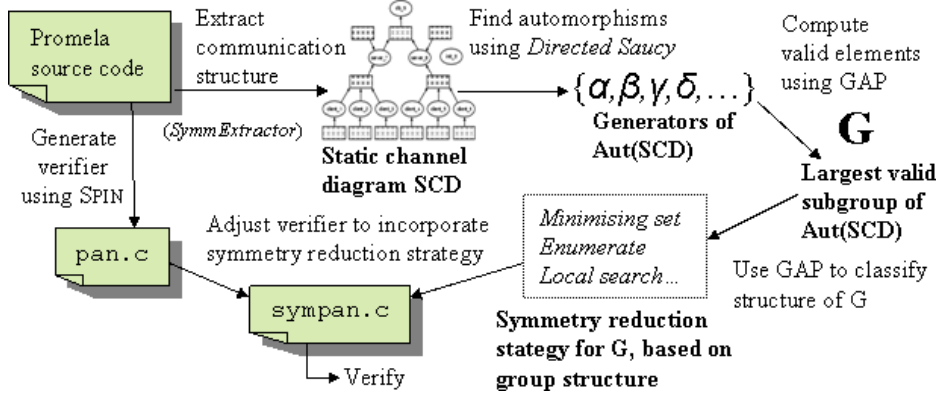 Promela
source code
Extract
communication
structure
(SymmExtractor)
Static channel
diagram SCD
Find automorphisms
using Directed Saucy
{α,β,γ,δ,...}
Generators of
Aut(SCD)
Compute
valid elements
using GAP
G
Largest valid
subgroup of
Aut(SCD)
Use GAP to classify
structure of G
Generate
verifier
using SPIN
pan.c
Adjust verifier to incorporate
symmetry reduction strategy
sympan.c
Verify
Minimising set
Enumerate
Local search...
Symmetry reduction
stategy for G, based on
group structure